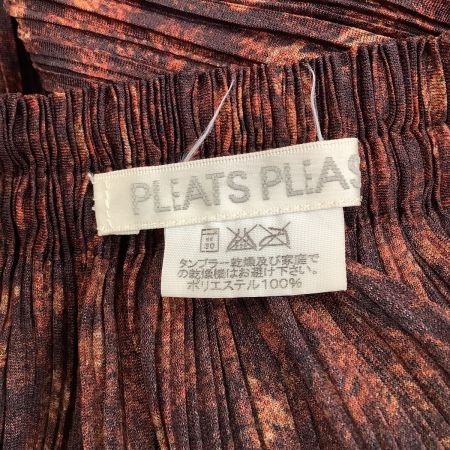 PLEATS PLEAS
タンブラー乾燥及び家庭で
の乾燥機はお避け下さい。
ポリエステル100%